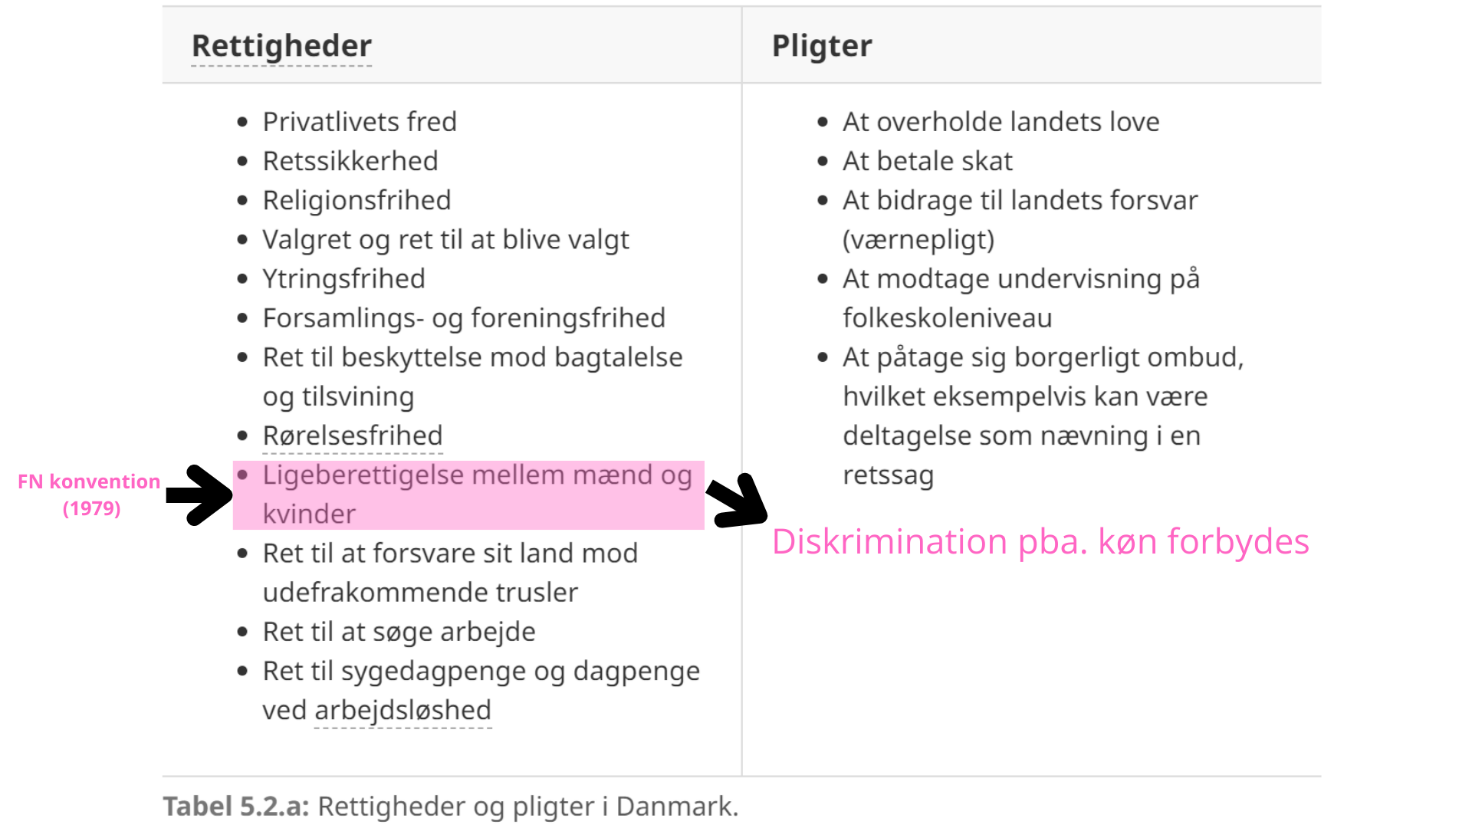 Rettigheder
Pligter
Privatlivets fred
Retssikkerhed
Religionsfrihed
Valgret og ret til at blive valgt
Ytringsfrihed
Forsamlings- og foreningsfrihed
Ret til beskyttelse mod bagtalelse
og tilsvining
Rørelsesfrihed
Ligeberettigelse mellem mænd og
kvinder
Ret til at forsvare sit land mod
udefrakommende trusler
Ret til at søge arbejde
Ret til sygedagpenge og dagpenge
ved arbejdsløshed
At overholde landets love
At betale skat
At bidrage til landets forsvar
(værnepligt)
At modtage undervisning på
folkeskoleniveau
At påtage sig borgerligt ombud,
hvilket eksempelvis kan være
deltagelse som nævning i en
retssag
FN konvention
(1979)
Diskrimination pba. køn forbydes
Tabel 5.2.a: Rettigheder og pligter i Danmark.